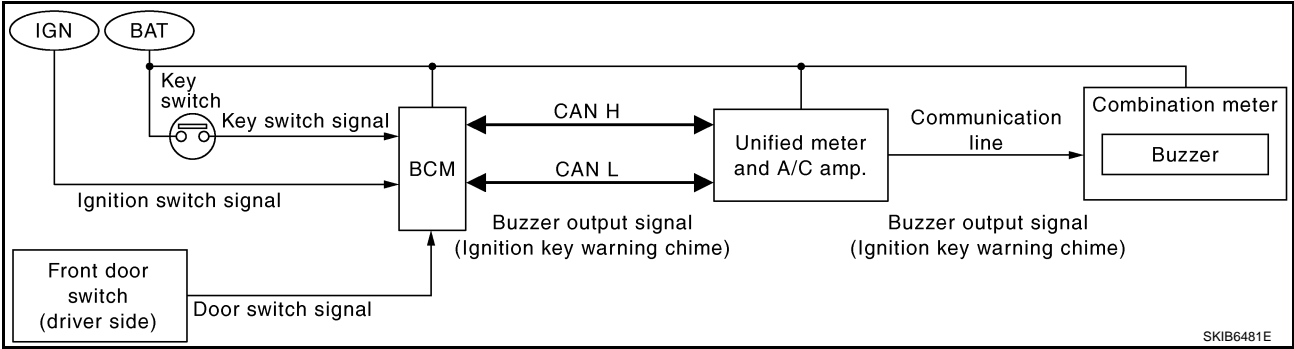 IGN
BAT
Key
switch
Key switch signal
CAN H
Communication
line
Combination meter
Buzzer
Unified meter
and A/C amp.
BCM
CAN L
Ignition switch signal
Buzzer output signal
(Ignition key warning chime)
Buzzer output signal
(Ignition key warning chime)
Front door
switch
(driver side)
Door switch signal
SKIB6481E